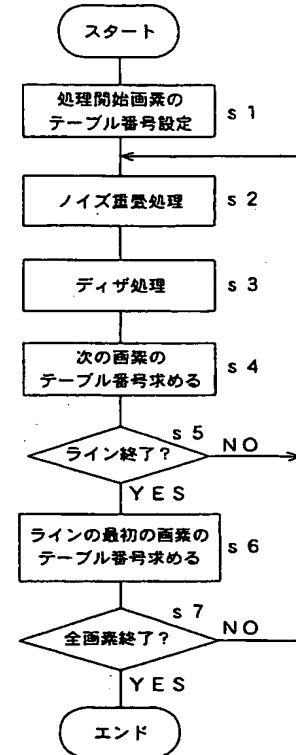 スタート
処理開始画素の
テーブル番号設定
s 1
ノイズ重畳処理
s 2
ディザ処理
s 3
次の画素の
テーブル番号求める
s 4
s 5
ライン終了?
NO
YES
ラインの最初の画素の
テーブル番号求める
s 6
s 7
全画素終了?
NO
YES
エンド